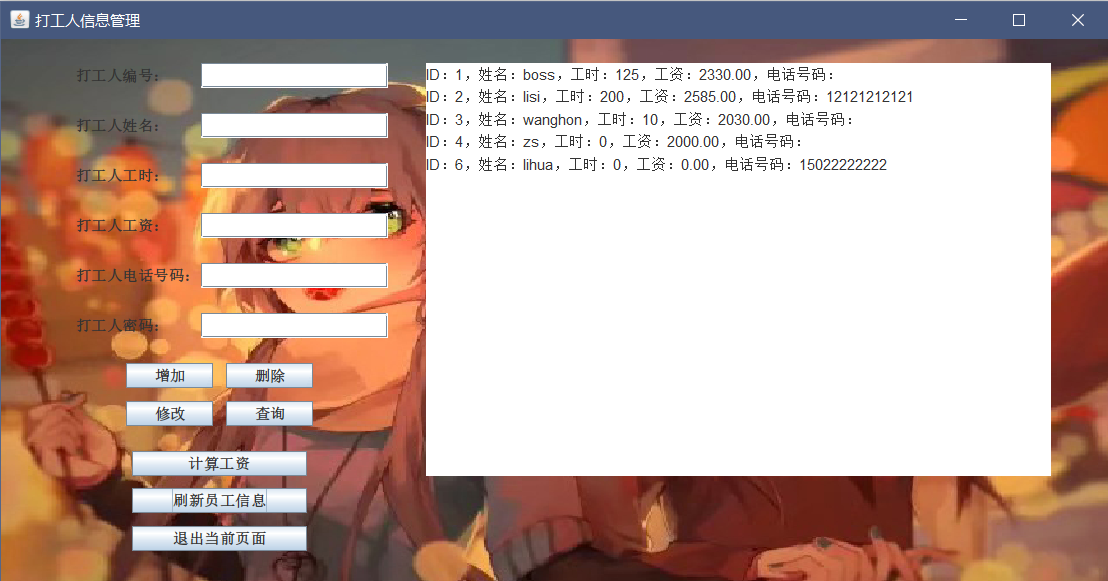 打工人信息管理
打工人编号：
打工人姓名：
打工人工时：
打工人工资：
打工人电话号码：
打工人密码：
增加 删除
修改 查询
计算工资
刷新员工信息
退出当前页面
ID：1，姓名：boss，工时：125，工资：2330.00，电话号码：
ID：2，姓名：lisi，工时：200，工资：2585.00，电话号码：12121212121
ID：3，姓名：wanghon，工时：10，工资：2030.00，电话号码：
ID：4，姓名：zs，工时：0，工资：2000.00，电话号码：
ID：6，姓名：lihua，工时：0，工资：0.00，电话号码：15022222222